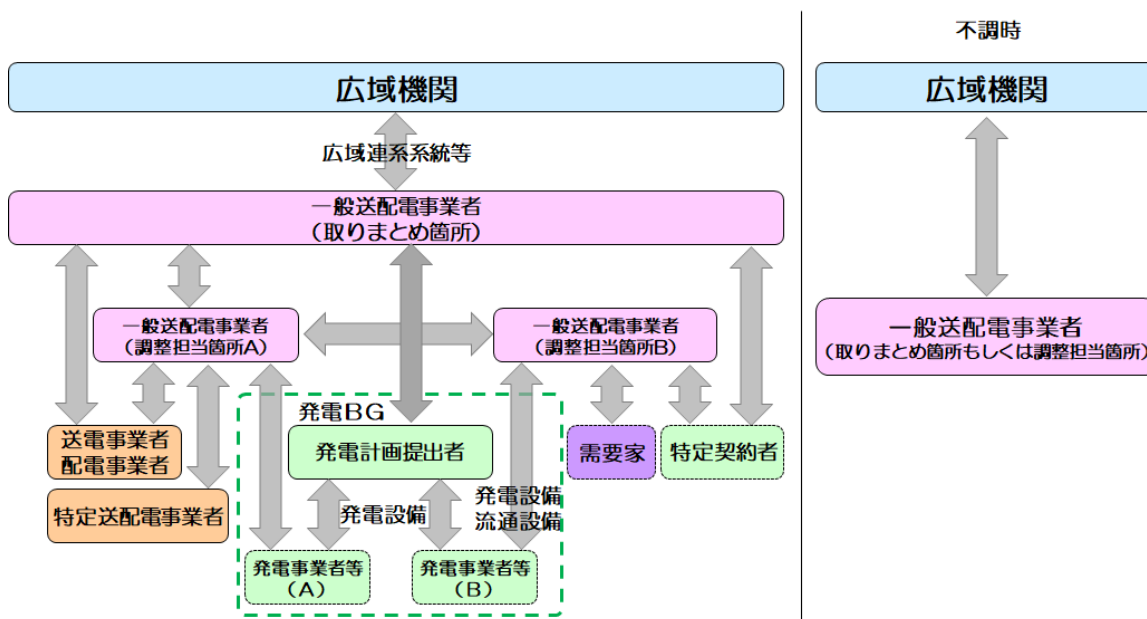 広域機関
広域連系系統等
一般送配電事業者
(取りまとめ箇所)
一般送配電事業者
(調整担当箇所A)
一般送配電事業者
(調整担当箇所B)
発電BG
送電事業者
配電事業者
発電計画提出者
需要家
特定契約者
特定送配電事業者
発電設備
発電設備
流通設備
発電事業者等
(A)
発電事業者等
(B)
不調時
広域機関
一般送配電事業者
(取りまとめ箇所もしくは調整担当箇所)